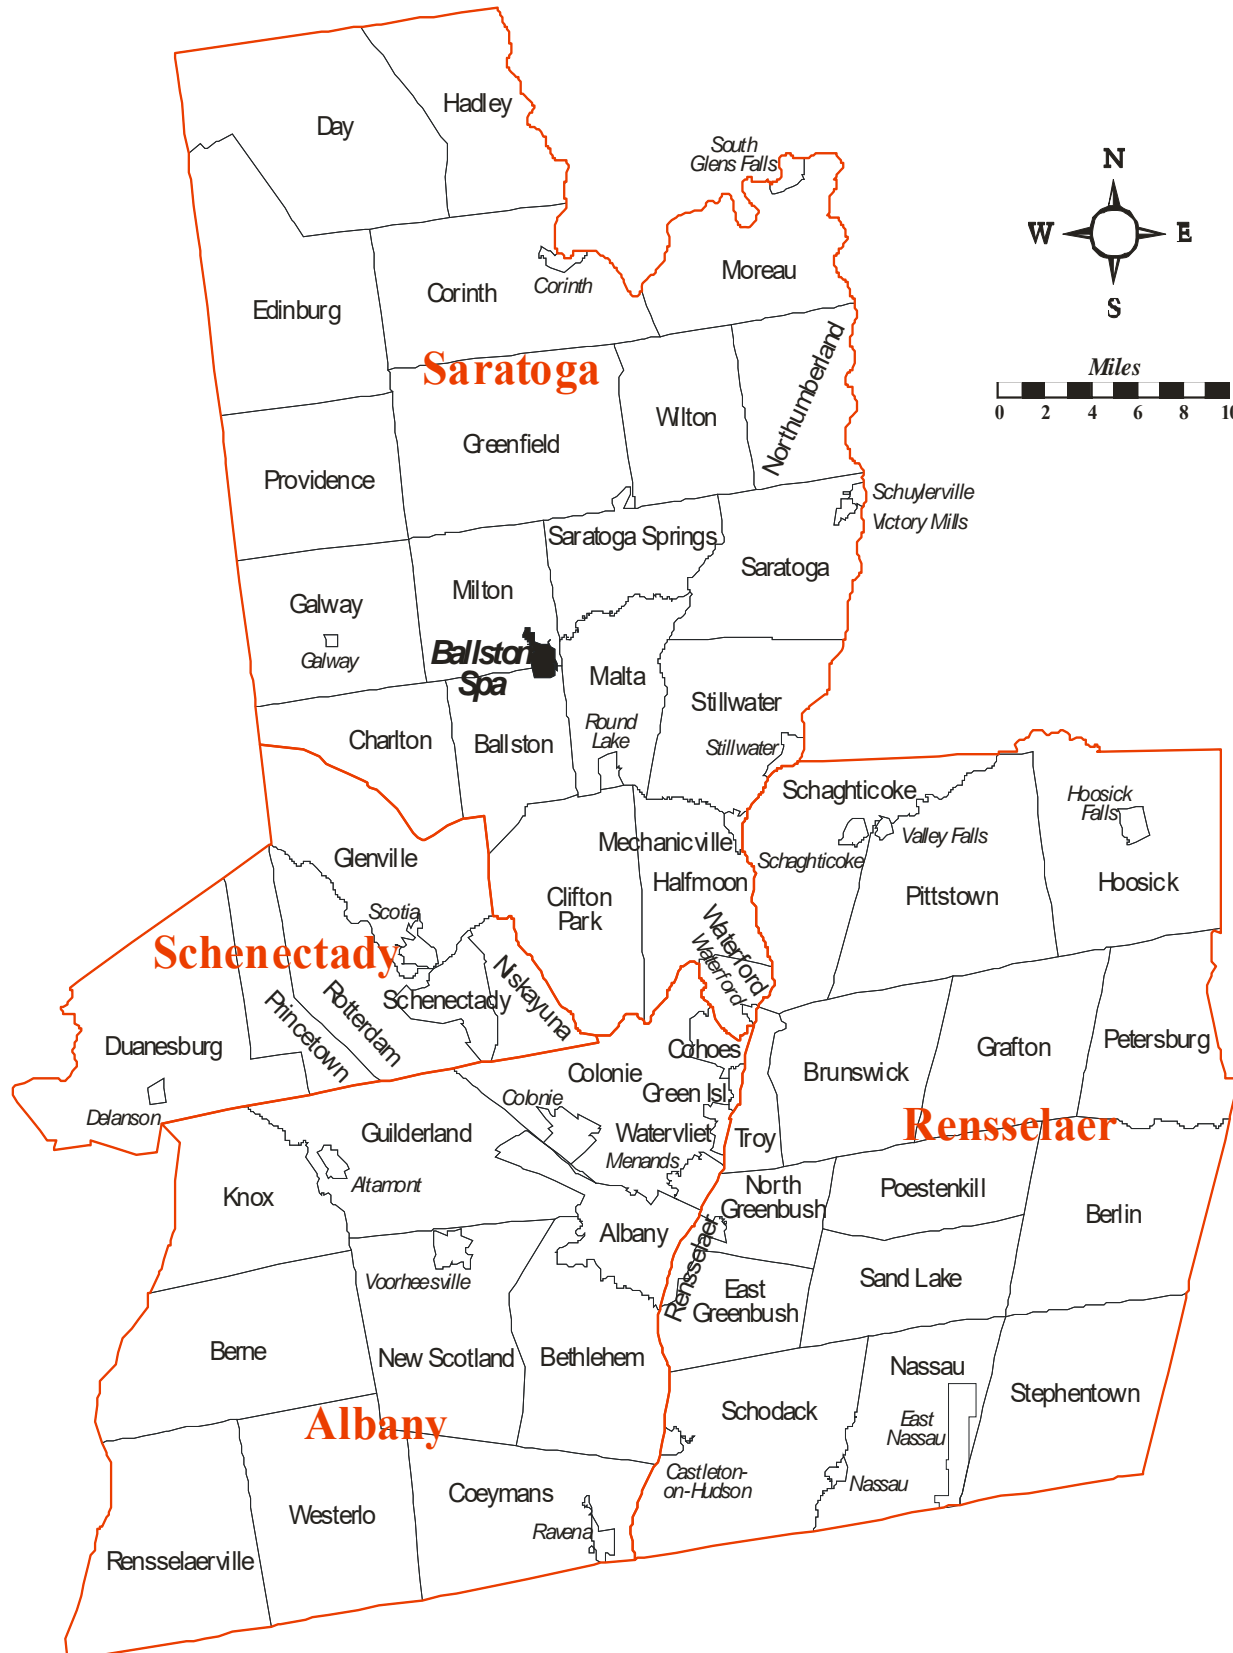 Hadley
Day
South
Glens Falls
N
W
E
S
Moreau
Corinth
Corinth
Edinburg
Northumberland
Saratoga
Miles
0 2 4 6 8 10
Wilton
Greenfield
Providence
Schuylerville
Victory Mills
Saratoga Springs
Saratoga
Milton
Galway
Galway
Ballston
Spa
Malta
Stillwater
Round
Lake
Stillwater
Charlton
Ballston
Schaghticoke
Hoosick
Falls
Mechanicville
Valley Falls
Schaghticoke
Glenville
Halfmoon
Hoosick
Pittstown
Clifton
Park
Scotia
Waterford
Waterford
Schenectady
Niskayuna
Schenectady
Rotterdam
Princetown
Duanesburg
Cohoes
Grafton
Petersburg
Colonie
Brunswick
Green Isl.
Colonie
Delanson
Guilderland
Watervliet
Troy
Rensselaer
Menands
Altamont
North
Greenbush
Poestenkill
Knox
Albany
Berlin
Rensselaer
Voorheesville
Sand Lake
East
Greenbush
Berne
New Scotland
Bethlehem
Nassau
Stephentown
Schodack
Albany
East
Nassau
Castleton-
on-Hudson
Nassau
Coeymans
Westerlo
Ravena
Rensselaerville